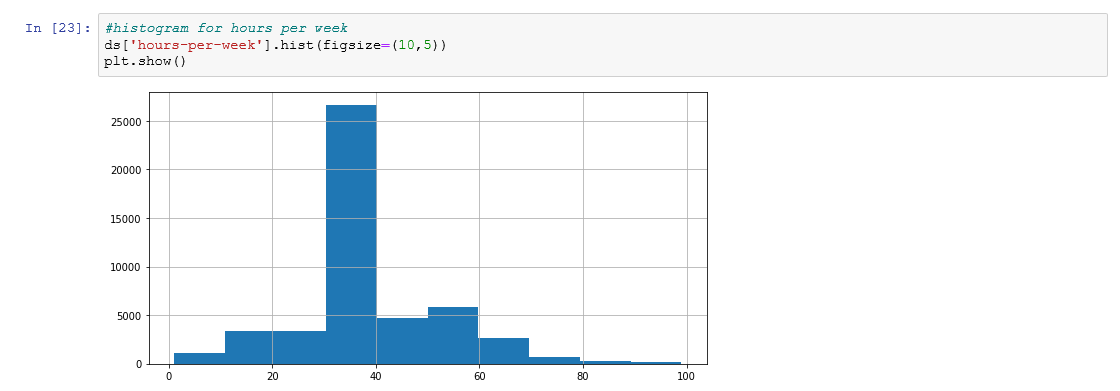 In [23]: #histogram for hours per week
ds['hours-per-week'].hist(figsize=(10,5))
plt.show()
25000
20000
15000
10000
5000
0
0 20 40 60 80 100